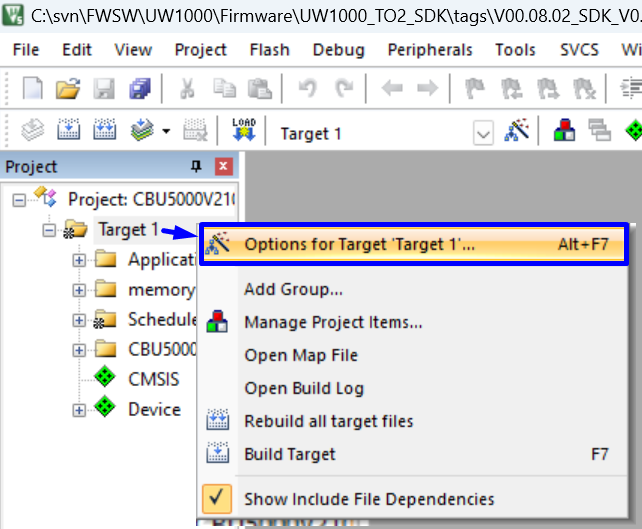 C:\svn\FWSW\UW1000\Firmware\UW1000_TO2_SDK\tags\V00.08.02_SDK_V0.
File Edit View Project Flash Debug Peripherals Tools SVCS Wi
LOAD Target 1
Project
Project: CBU5000V210
Target 1
Options for Target 'Target 1'... Alt+F7
Applicati
Add Group...
memory
Manage Project Items...
Schedule
Open Map File
CBU5000
Open Build Log
CMSIS
Device
Rebuild all target files
Build Target F7
Show Include File Dependencies